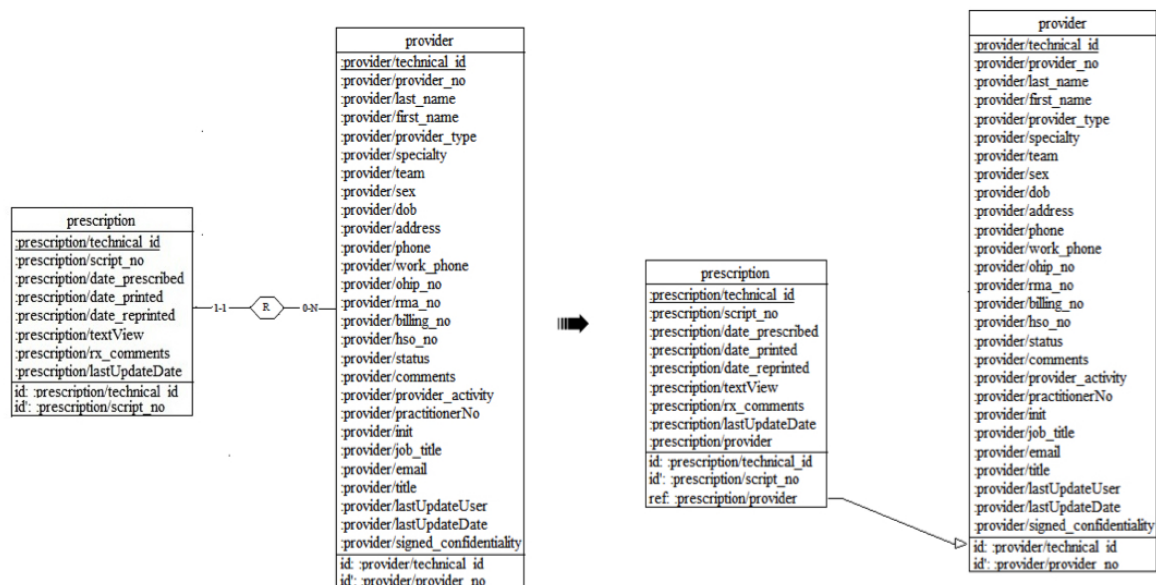 prescription
:prescription/technical_id
:prescription/script_no
:prescription/date_prescribed
:prescription/date_printed
:prescription/date_reprinted
:prescription/textView
:prescription/rx_comments
:prescription/lastUpdateDate
id: :prescription/technical_id
id': :prescription/script_no
1-1
R
0-N
provider
:provider/technical_id
:provider/provider_no
:provider/last_name
:provider/first_name
:provider/provider_type
:provider/specialty
:provider/team
:provider/sex
:provider/dob
:provider/address
:provider/phone
:provider/work_phone
:provider/ohip_no
:provider/rma_no
:provider/billing_no
:provider/hso_no
:provider/status
:provider/comments
:provider/provider_activity
:provider/practitionerNo
:provider/init
:provider/job_title
:provider/email
:provider/title
:provider/lastUpdateUser
:provider/lastUpdateDate
:provider/signed_confidentiality
id: :provider/technical_id
id': :provider/provider_no
prescription
:prescription/technical_id
:prescription/script_no
:prescription/date_prescribed
:prescription/date_printed
:prescription/date_reprinted
:prescription/textView
:prescription/rx_comments
:prescription/lastUpdateDate
:prescription/provider
id: :prescription/technical_id
id': :prescription/script_no
ref: :prescription/provider
provider
:provider/technical_id
:provider/provider_no
:provider/last_name
:provider/first_name
:provider/provider_type
:provider/specialty
:provider/team
:provider/sex
:provider/dob
:provider/address
:provider/phone
:provider/work_phone
:provider/ohip_no
:provider/rma_no
:provider/billing_no
:provider/hso_no
:provider/status
:provider/comments
:provider/provider_activity
:provider/practitionerNo
:provider/init
:provider/job_title
:provider/email
:provider/title
:provider/lastUpdateUser
:provider/lastUpdateDate
:provider/signed_confidentiality
id: :provider/technical_id
id': :provider/provider_no